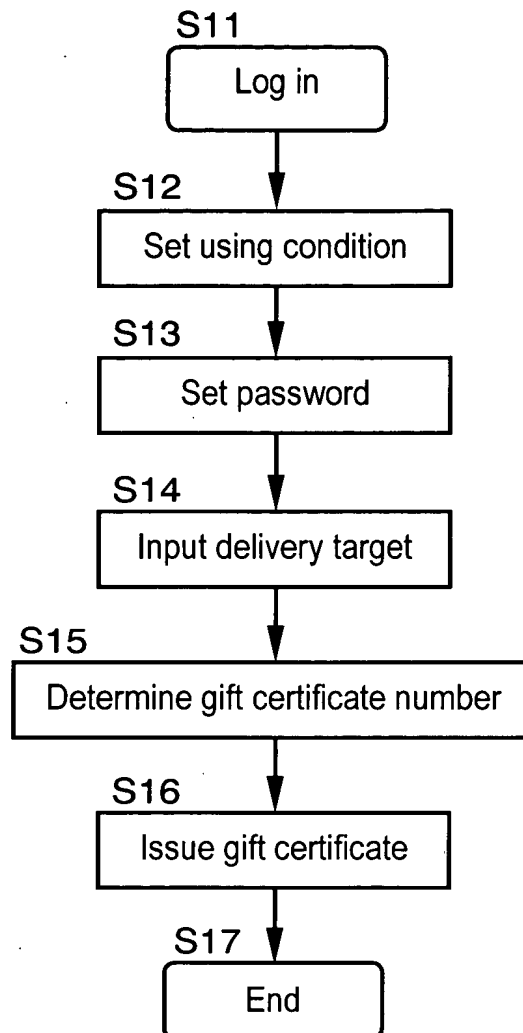 S11
Log in
S12
Set using condition
S13
Set password
S14
Input delivery target
S15
Determine gift certificate number
S16
Issue gift certificate
S17
End